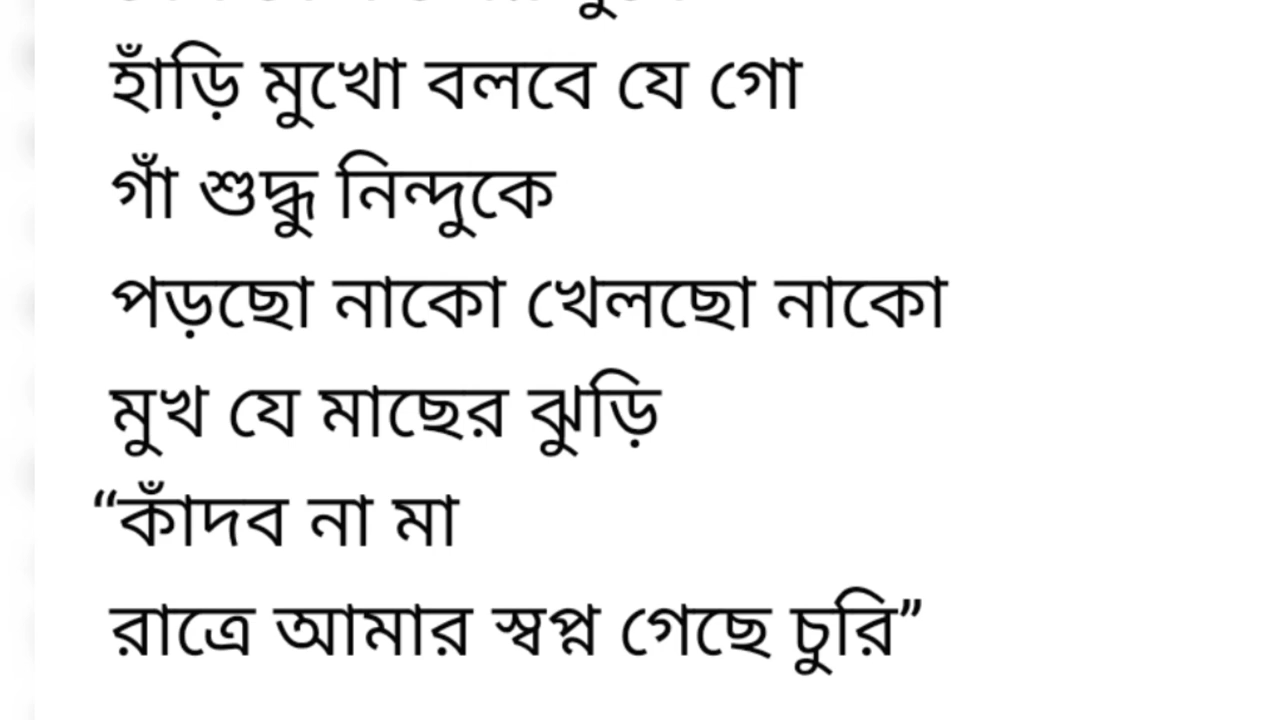 হাঁড়ি মুখো বলবে যে গো
গাঁ শুদ্ধু নিন্দুকে
পড়ছো নাকো খেলছো নাকো
মুখ যে মাছের ঝুড়ি
“কাঁদব না মা
রাত্রে আমার স্বপ্ন গেছে চুরি”